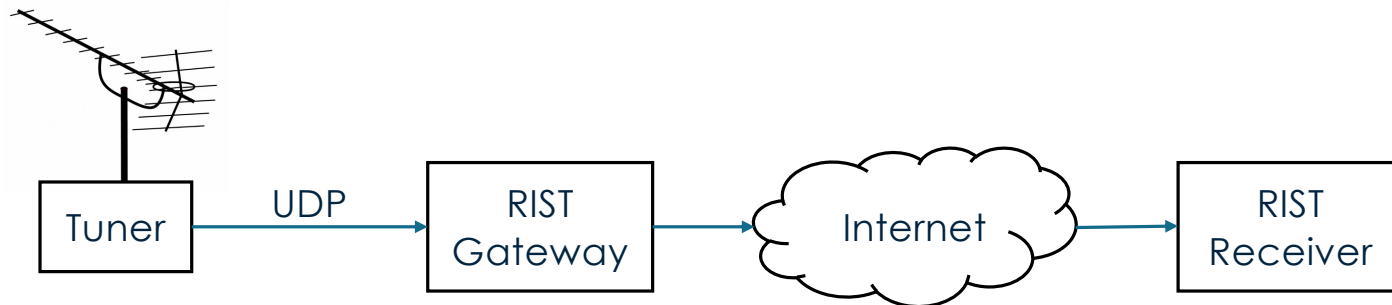 Tuner
UDP
RIST
Gateway
Internet
RIST
Receiver